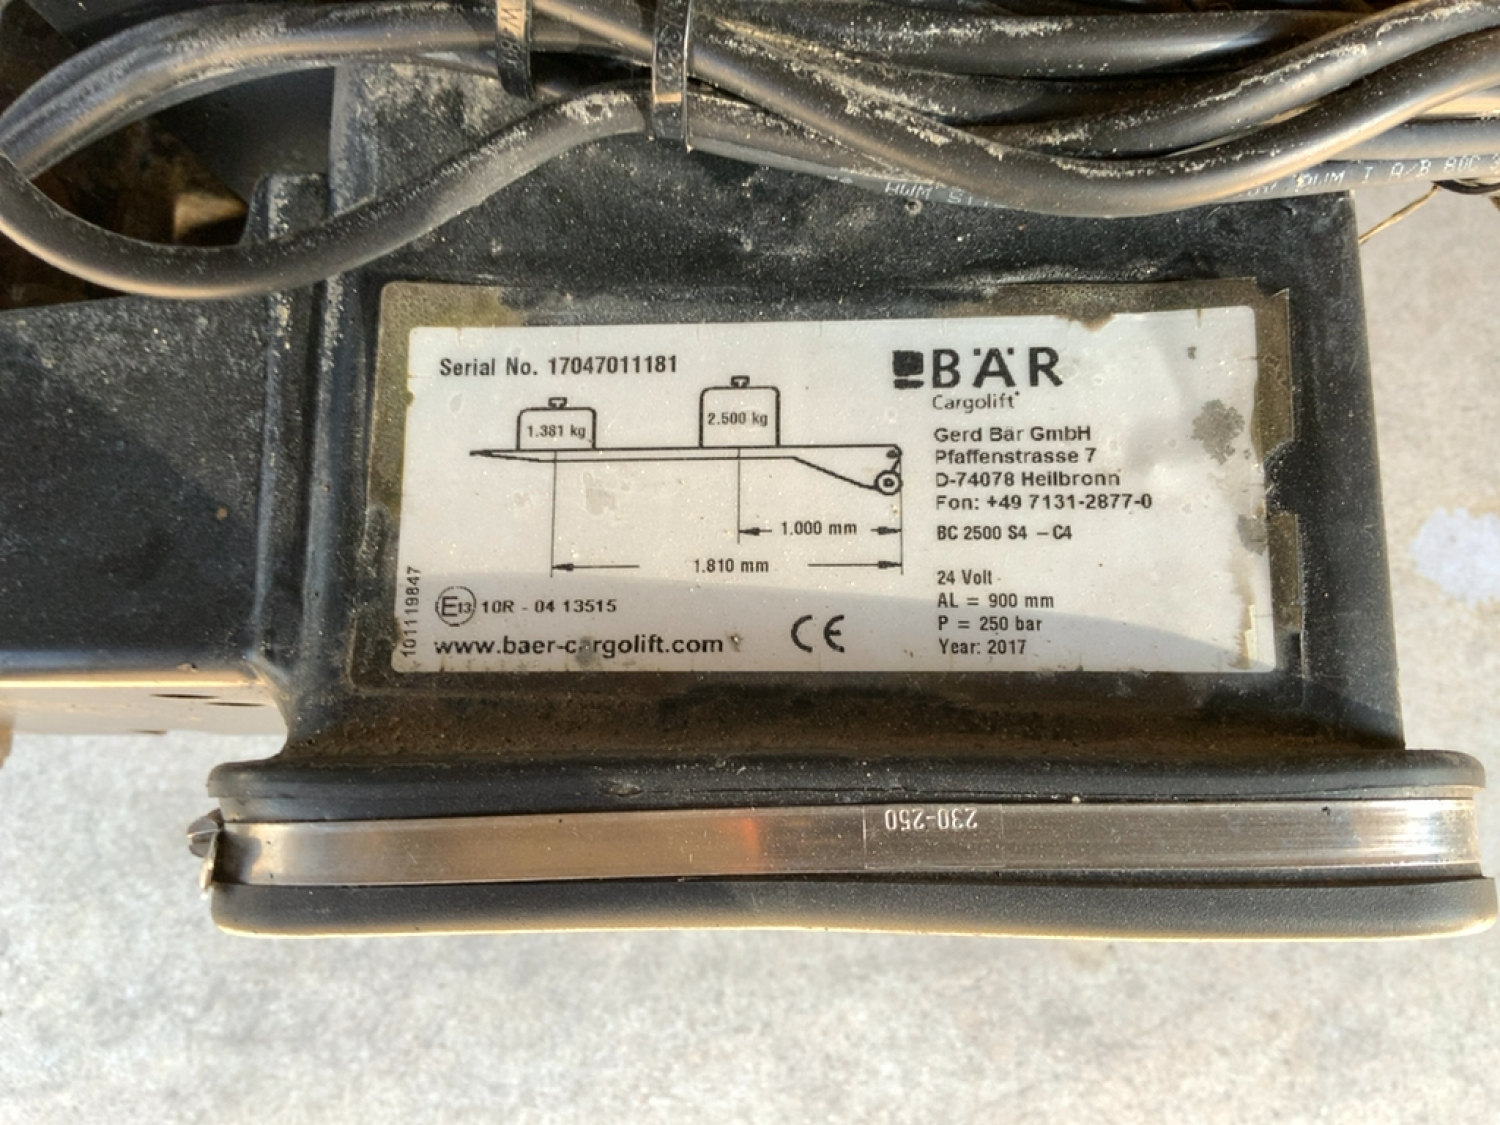 Serial No. 17047011181
BÄR
Cargolift
1.381 kg
2.500 kg
Gerd Bär GmbH
Pfaffenstrasse 7
D-74078 Heilbronn
Fon: +49 7131-2877-0
1.000 mm
BC 2500 S4 – C4
1.810 mm
24 Volt
AL = 900 mm
P = 250 bar
Year: 2017
101119847
E13 10R - 04 13515
www.baer-cargolift.com
CE
230-250